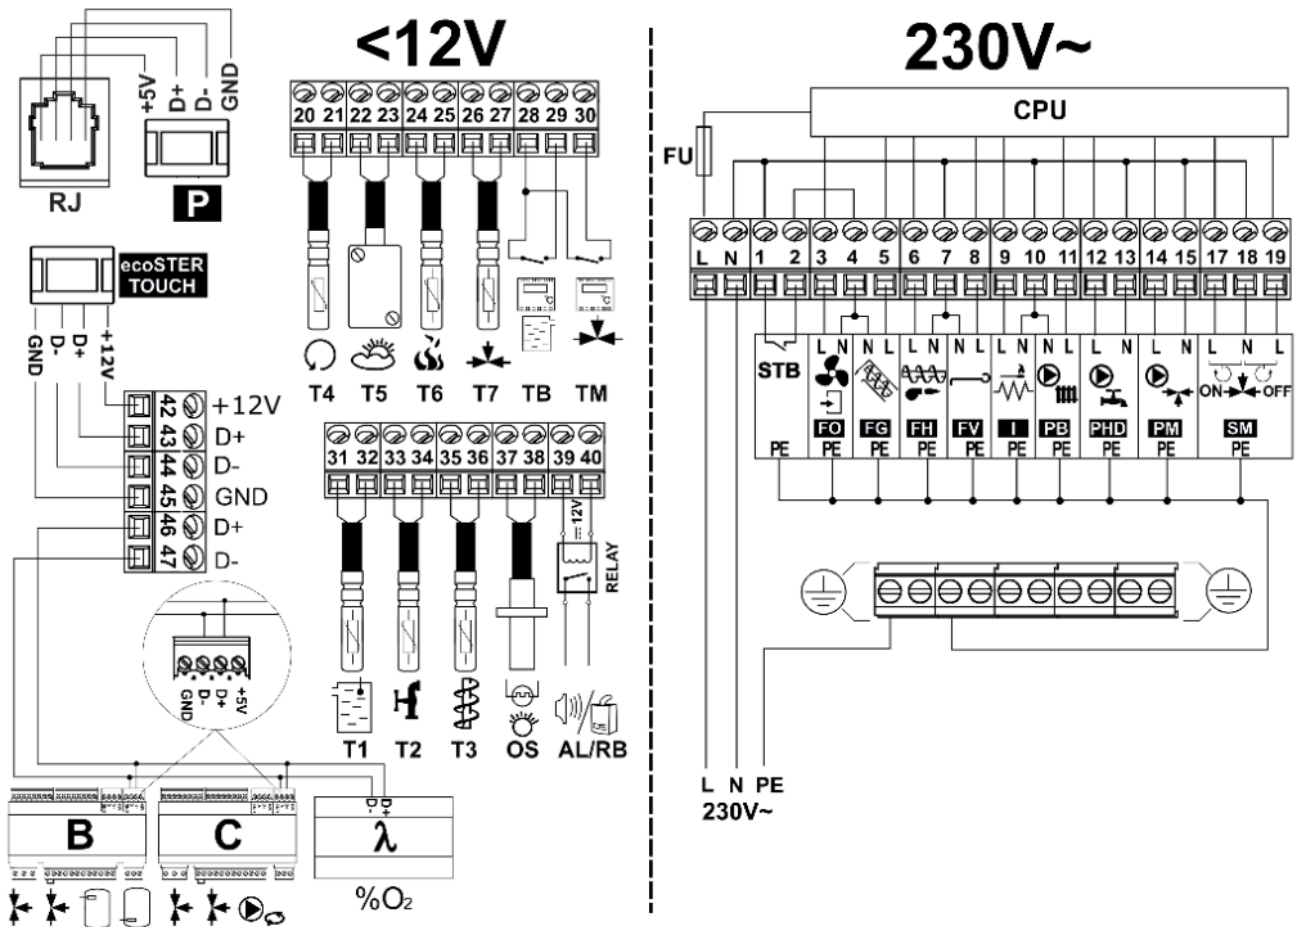 <12V
230V~
+5V
D+
D-
GND
RJ
P
20 21 22 23 24 25 26 27 28 29 30
°C
°C
T4 T5 T6 T7 TB TM
ecoSTER
TOUCH
GND
D-
D+
+12V
42 +12V
43 D+
44 D-
45 GND
46 D+
47 D-
31 32 33 34 35 36 37 38 39 40
12V
RELAY
T1 T2 T3 OS AL/RB
GND
D-
D+
+5V
B
C
D-
D+
λ
%O2
CPU
FU
L N 1 2 3 4 5 6 7 8 9 10 11 12 13 14 15 17 18 19
STB
L N N L L N N L L N L L N L N L N L
λ
ON OFF
FO FG FH FV I PB PHD PM SM
PE PE PE PE PE PE PE PE PE PE
L N PE
230V~